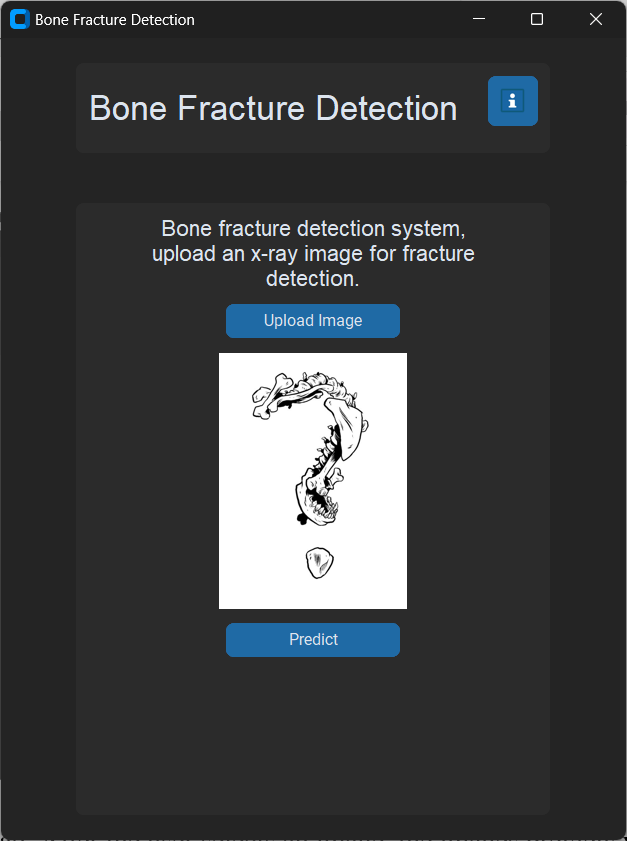 Bone Fracture Detection
Bone Fracture Detection
i
Bone fracture detection system,
upload an x-ray image for fracture
detection.
Upload Image
Predict